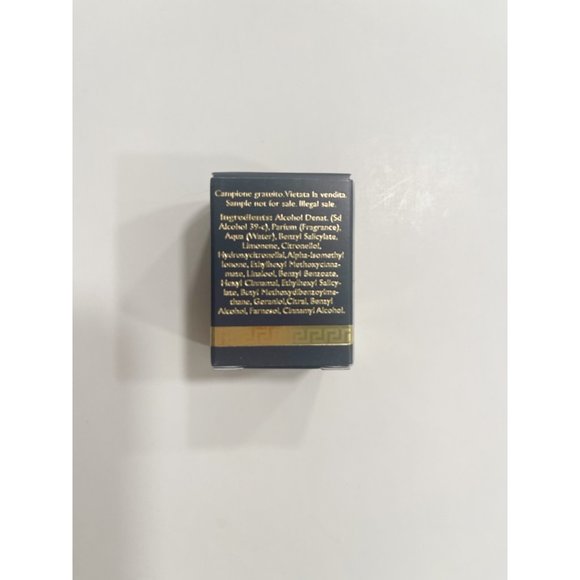 Campione gratuito. Vietata la vendita.
Sample not for sale. Illegal sale.
Ingredients: Alcohol Denat. (Sd
Alcohol 39-c), Parfum (Fragrance),
Aqua (Water), Benzyl Salicylate,
Limonene, Citronellol,
Hydroxycitronellal, Alpha-Isomethyl
Ionone, Ethylhexyl Methoxycinna-
mate, Linalool, Benzyl Benzoate,
Hexyl Cinnamal, Ethylhexyl Salicy-
late, Butyl Methoxydibenzoylme-
thane, Geraniol, Citral, Benzyl
Alcohol, Farnesol, Cinnamyl Alcohol.